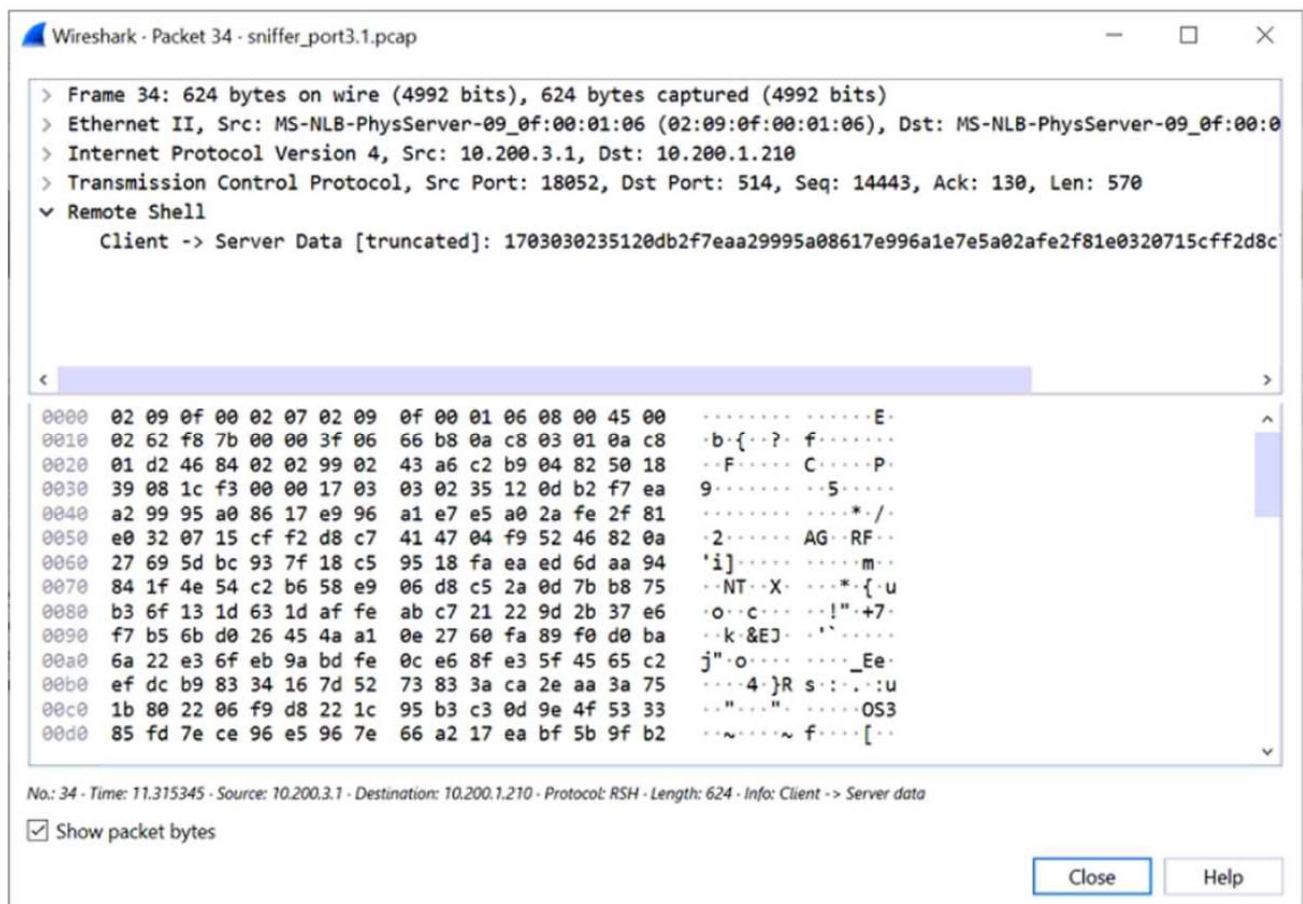 Wireshark · Packet 34 · sniffer_port3.1.pcap
> Frame 34: 624 bytes on wire (4992 bits), 624 bytes captured (4992 bits)
> Ethernet II, Src: MS-NLB-PhysServer-09_0f:00:01:06 (02:09:0f:00:01:06), Dst: MS-NLB-PhysServer-09_0f:00:0
> Internet Protocol Version 4, Src: 10.200.3.1, Dst: 10.200.1.210
> Transmission Control Protocol, Src Port: 18052, Dst Port: 514, Seq: 14443, Ack: 130, Len: 570
Remote Shell
Client -> Server Data [truncated]: 1703030235120db2f7eaa29995a08617e996a1e7e5a02afe2f81e0320715cff2d8c
0000 02 09 0f 00 02 07 02 09 0f 00 01 06 08 00 45 00 ········ ······E·
0010 02 62 f8 7b 00 00 3f 06 66 b8 0a c8 03 01 0a c8 ·b·{··?· f·······
0020 01 d2 46 84 02 02 99 02 43 a6 c2 b9 04 82 50 18 ··F····· C·····P·
0030 39 08 1c f3 00 00 17 03 03 02 35 12 0d b2 f7 ea 9······· ··5·····
0040 a2 99 95 a0 86 17 e9 96 a1 e7 e5 a0 2a fe 2f 81 ········ ····*·/·
0050 e0 32 07 15 cf f2 d8 c7 41 47 04 f9 52 46 82 0a ·2······ AG··RF··
0060 27 69 5d bc 93 7f 18 c5 95 18 fa ea ed 6d aa 94 'i]····· ·····m··
0070 84 1f 4e 54 c2 b6 58 e9 06 d8 c5 2a 0d 7b b8 75 ··NT··X· ···*·{·u
0080 b3 6f 13 1d 63 1d af fe ab c7 21 22 9d 2b 37 e6 ·o··c··· ··!"·+7·
0090 f7 b5 6b d0 26 45 4a a1 0e 27 60 fa 89 f0 d0 ba ··k·&EJ· ·'`·····
00a0 6a 22 e3 6f eb 9a bd fe 0c e6 8f e3 5f 45 65 c2 j"·o···· ····_Ee·
00b0 ef dc b9 83 34 16 7d 52 73 83 3a ca 2e aa 3a 75 ····4·}R s·:·.·:u
00c0 1b 80 22 06 f9 d8 22 1c 95 b3 c3 0d 9e 4f 53 33 ··"···"· ·····OS3
00d0 85 fd 7e ce 96 e5 96 7e 66 a2 17 ea bf 5b 9f b2 ··~····~ f····[··
No.: 34 · Time: 11.315345 · Source: 10.200.3.1 · Destination: 10.200.1.210 · Protocol: RSH · Length: 624 · Info: Client -> Server data
Show packet bytes
Close Help